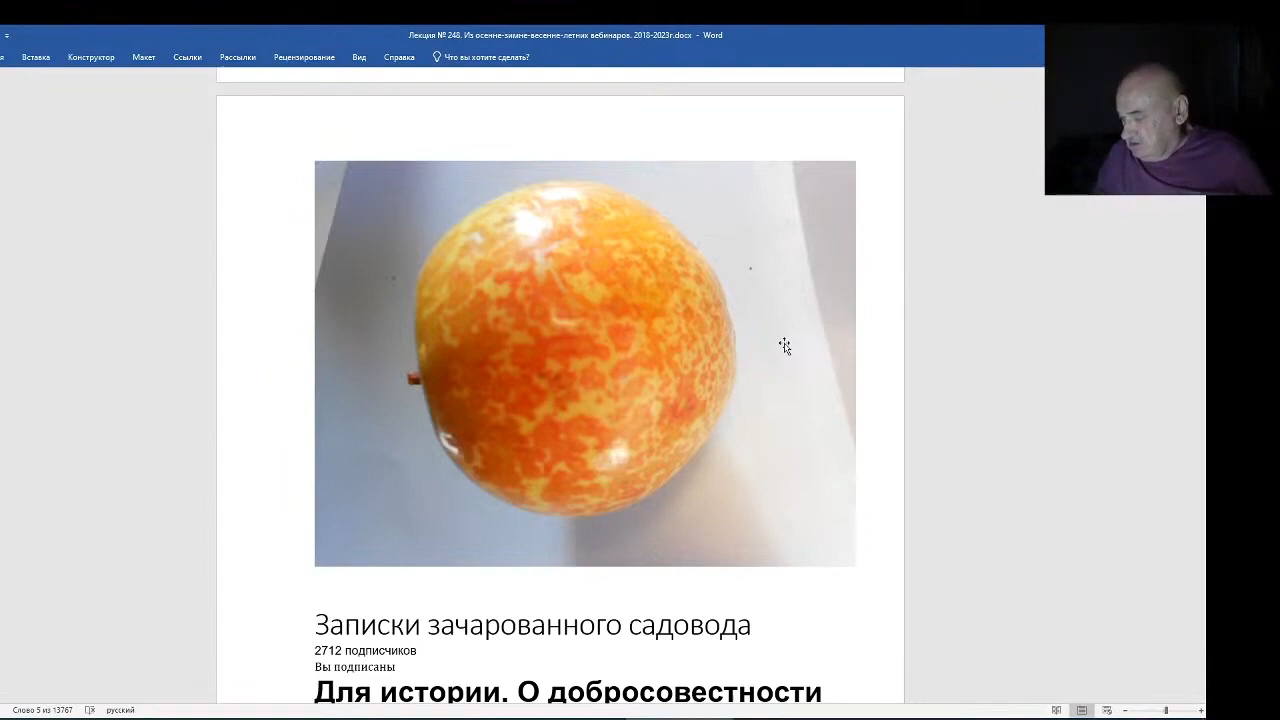 Лекция № 248. Из осенне-зимне-весенне-летних вебинаров. 2018-2023г.docx - Word
я Вставка Конструктор Макет Ссылки Рассылки Рецензирование Вид Справка Что вы хотите сделать?
Записки зачарованного садовода
2712 подписчиков
Вы подписаны
Для истории. О добросовестности
Слово 5 из 13767 русский